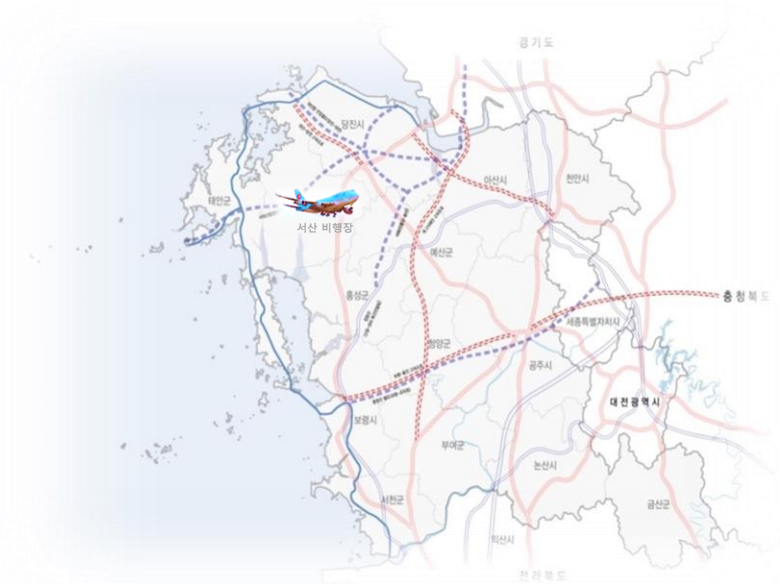 경기도
당진시
아산시
천안시
태안군
서산 비행장
예산군
홍성군
충청북도
세종특별자치시
청양군
공주시
대전광역시
보령시
부여군
논산시
서천군
금산군
익산시
전라북도